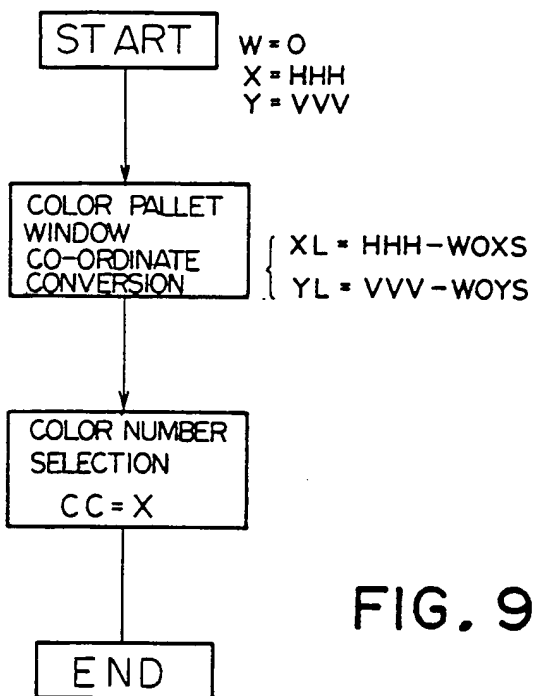 START
W = 0
X = HHH
Y = VVV
COLOR PALLET
WINDOW
CO-ORDINATE
CONVERSION
XL = HHH-WOXS
YL = VVV-WOYS
COLOR NUMBER
SELECTION
CC = X
END
FIG. 9